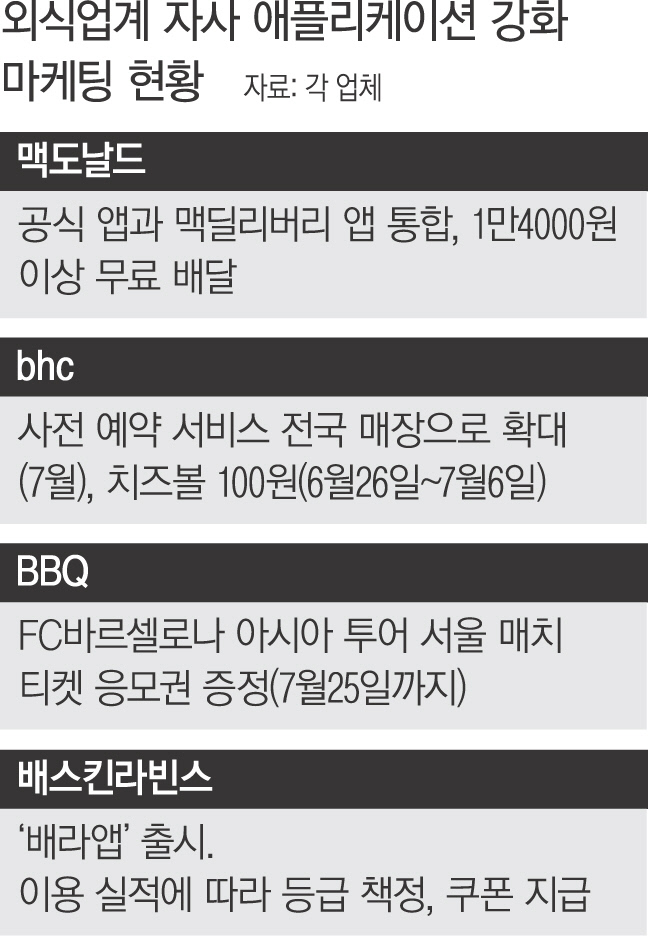 외식업계 자사 애플리케이션 강화
마케팅 현황 자료: 각 업체
맥도날드
공식 앱과 맥딜리버리 앱 통합, 1만4000원
이상 무료 배달
bhc
사전 예약 서비스 전국 매장으로 확대
(7월), 치즈볼 100원(6월26일~7월6일)
BBQ
FC바르셀로나 아시아 투어 서울 매치
티켓 응모권 증정(7월25일까지)
배스킨라빈스
‘배라앱’ 출시.
이용 실적에 따라 등급 책정, 쿠폰 지급